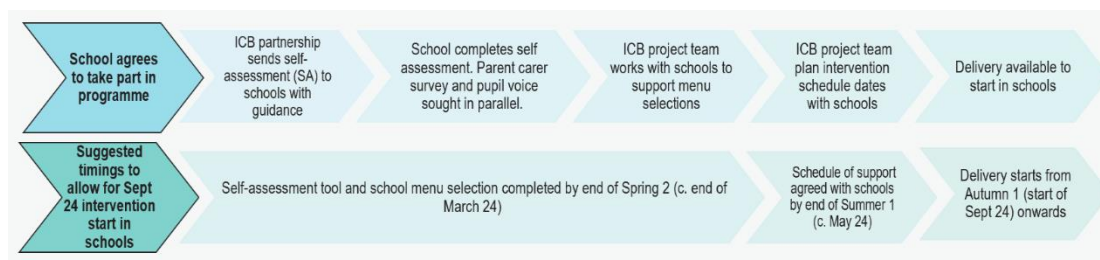 School agrees
to take part in
programme
ICB partnership
sends self-
assessment (SA) to
schools with
guidance
School completes self
assessment. Parent carer
survey and pupil voice
sought in parallel.
ICB project team
works with schools to
support menu
selections
ICB project team
plan intervention
schedule dates
with schools
Delivery available to
start in schools
Suggested
timings to
allow for Sept
24 intervention
start in
schools
Self-assessment tool and school menu selection completed by end of Spring 2 (c. end of
March 24)
Schedule of support
agreed with schools
by end of Summer 1
(c. May 24)
Delivery starts from
Autumn 1 (start of
Sept 24) onwards